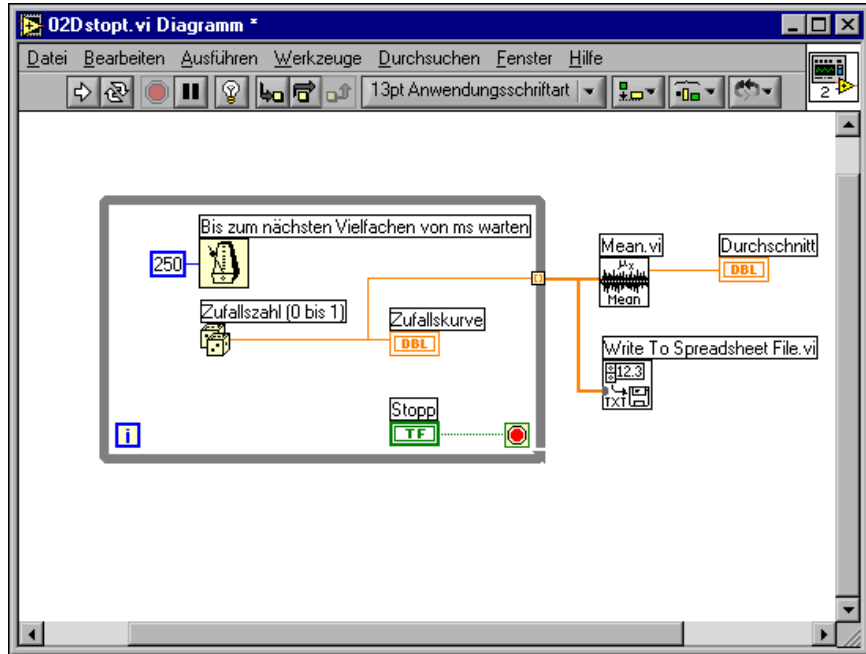 02Dstopt.vi Diagramm *
Datei Bearbeiten Ausführen Werkzeuge Durchsuchen Fenster Hilfe
13pt Anwendungsschriftart
2
Bis zum nächsten Vielfachen von ms warten
250
Zufallszahl (0 bis 1)
Zufallskurve
DBL
Stopp
TF
i
Mean.vi
μx
Mean
Durchschnitt
DBL
Write To Spreadsheet File.vi
12.3
TXT